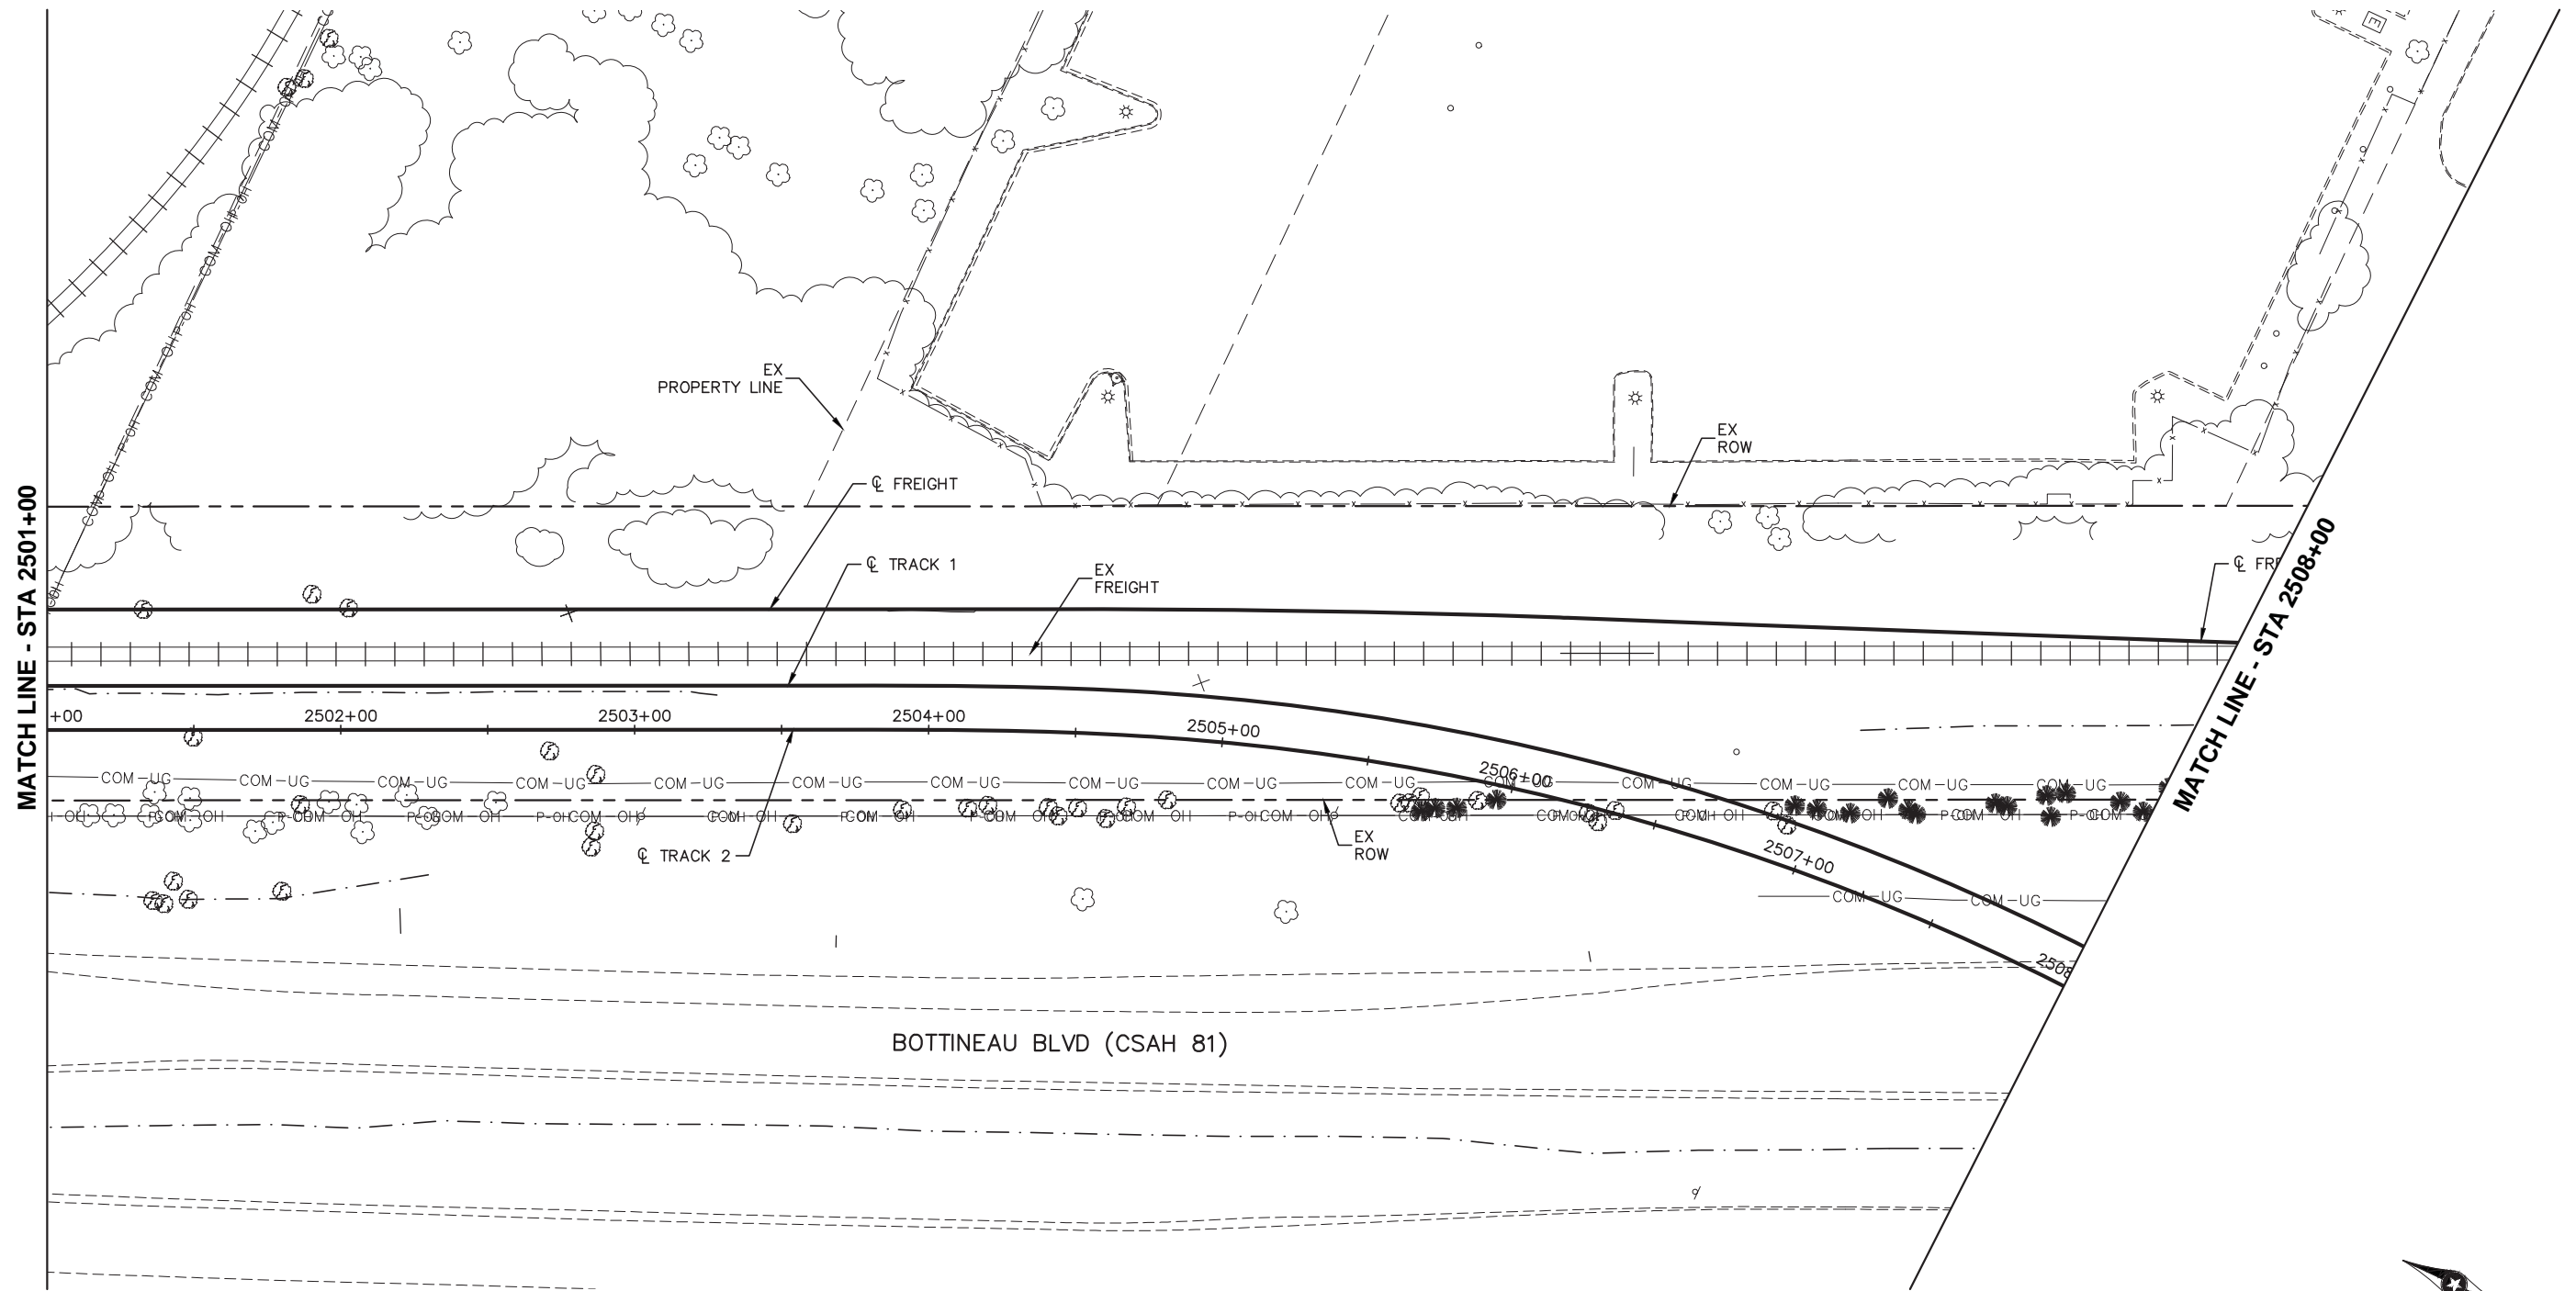 E
EX
PROPERTY LINE
EX
ROW
℄ FREIGHT
℄ TRACK 1
EX
FREIGHT
MATCH LINE - STA 2501+00
MATCH LINE - STA 2508+00
+00
2502+00
2503+00
2504+00
2505+00
2506+00
2507+00
COM-UG COM-UG COM-UG COM-UG COM-UG COM-UG COM-UG COM-UG COM-UG COM-UG COM-UG COM-UG COM-UG COM-UG
℄ TRACK 2
EX
ROW
COM-UG COM-UG
BOTTINEAU BLVD (CSAH 81)